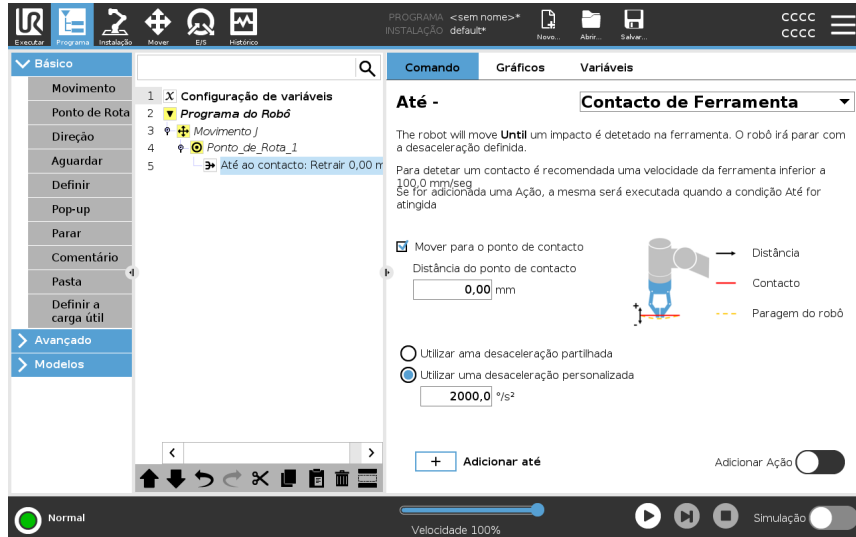 PROGRAMA <sem nome>*
INSTALAÇÃO default*
CCCC
CCCC
Executar
Programa
Instalação
Mover
E/S
Histórico
Novo...
Abrir...
Salvar...
Básico
Movimento
Ponto de Rota
Direção
Aguardar
Definir
Pop-up
Parar
Comentário
Pasta
Definir a
carga útil
Avançado
Modelos
1 X Configuração de variáveis
2 Programa do Robô
3 Movimento J
4 Ponto_de_Rota_1
5 Até ao contacto: Retrair 0,00 m
Comando Gráficos Variáveis
Até - Contacto de Ferramenta
The robot will move Until um impacto é detetado na ferramenta. O robô irá parar com
a desaceleração definida.
Para detetar um contacto é recomendada uma velocidade da ferramenta inferior a
100,0 mm/seg
Se for adicionada uma Ação, a mesma será executada quando a condição Até for
atingida
Mover para o ponto de contacto
Distância do ponto de contacto
0,00 mm
+
-
Distância
Contacto
Paragem do robô
Utilizar ama desaceleração partilhada
Utilizar uma desaceleração personalizada
2000,0 °/s²
+ Adicionar até
Adicionar Ação
Normal
Velocidade 100%
Simulação